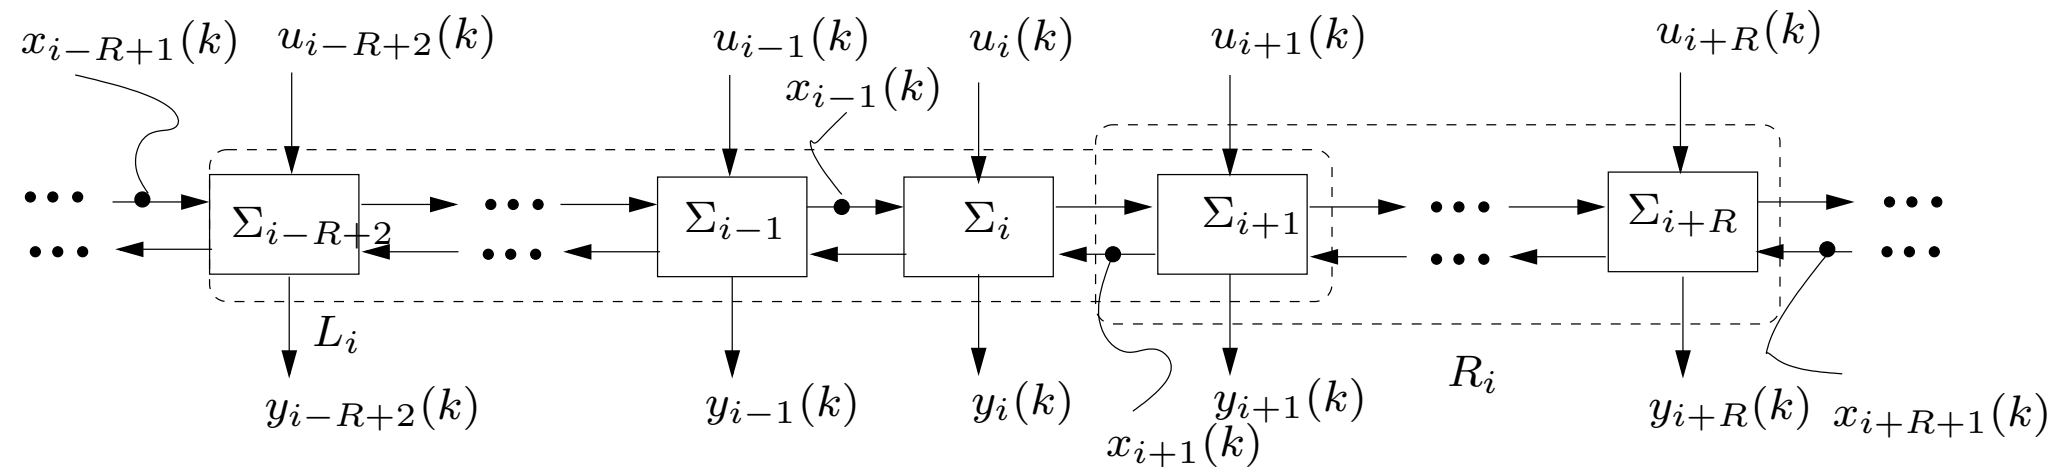 x_{i-R+1}(k) u_{i-R+2}(k) u_{i-1}(k) u_i(k) u_{i+1}(k) u_{i+R}(k)
x_{i-1}(k)
Σ_{i-R+2} Σ_{i-1} Σ_i Σ_{i+1} Σ_{i+R}
L_i R_i
y_{i-R+2}(k) y_{i-1}(k) y_i(k) y_{i+1}(k) y_{i+R}(k) x_{i+R+1}(k)
x_{i+1}(k)